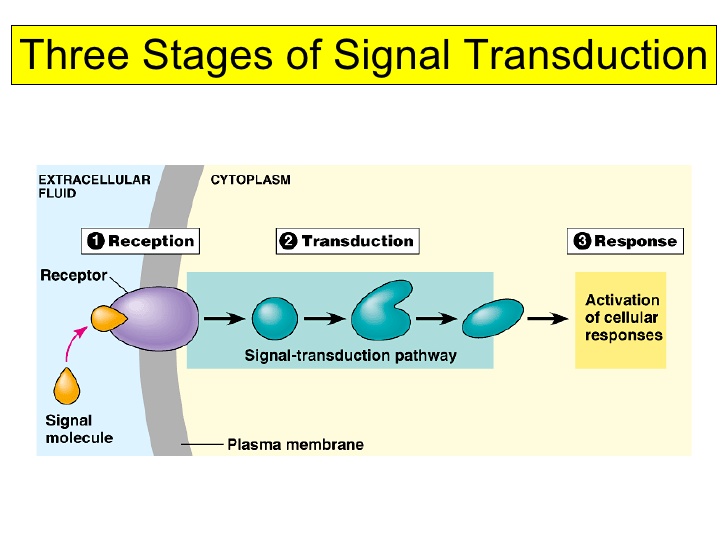 Three Stages of Signal Transduction
EXTRACELLULAR
FLUID
CYTOPLASM
1 Reception
2 Transduction
3 Response
Receptor
Activation
of cellular
responses
Signal-transduction pathway
Signal
molecule
Plasma membrane